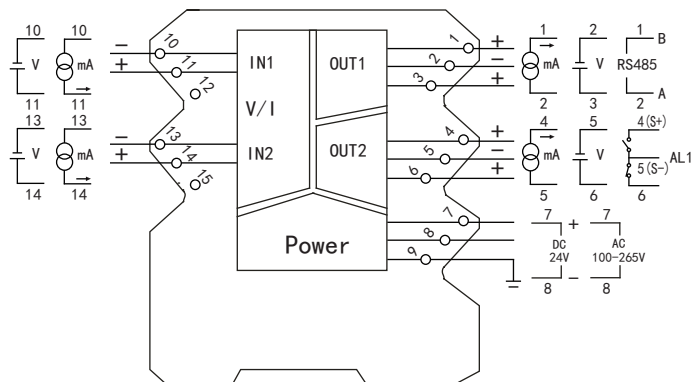 10 10
V mA
11 11
13 13
V mA
14 14
− 10
+ 11
12
− 13
+ 14
15
IN1
V/I
IN2
OUT1
OUT2
Power
1 +
2 −
3 +
4 +
5 −
6 +
7
8
9
1 2 1 B
mA V RS485
2 3 2 A
4 5 4(S+)
mA V 5(S-) AL1
5 6 6
7 + 7
DC AC
24V 100-265V
8 − 8